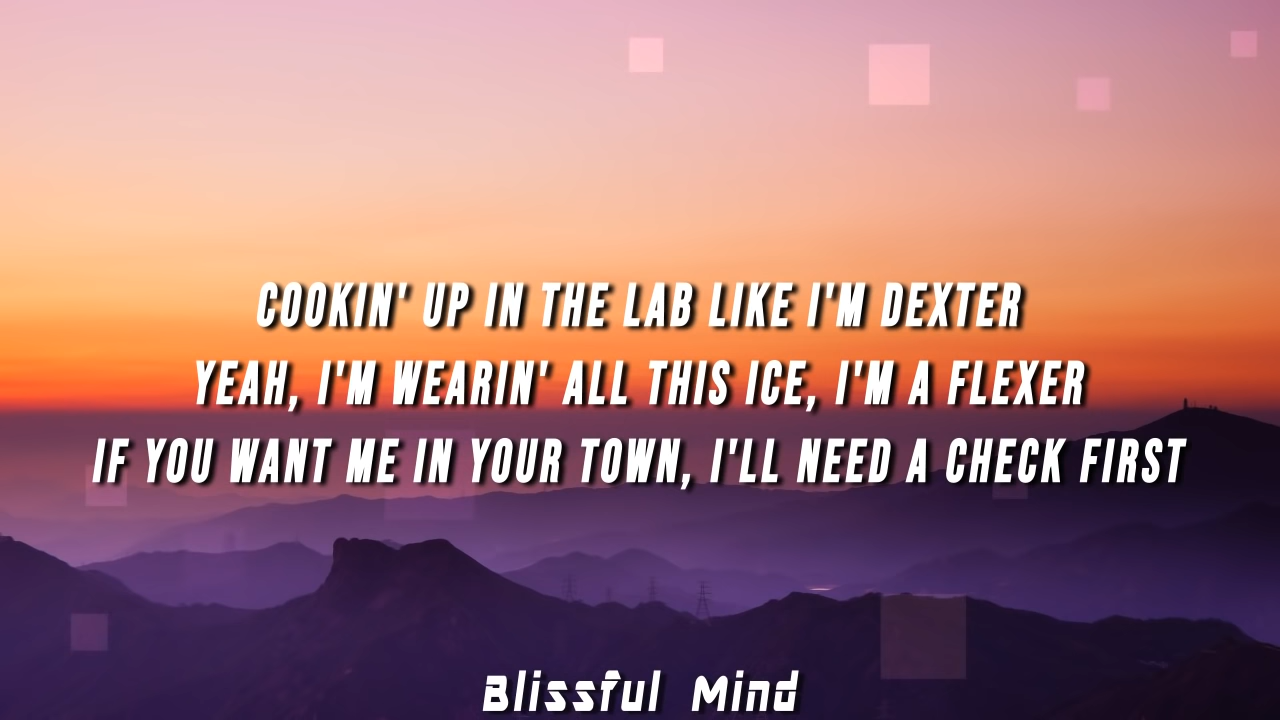 COOKIN' UP IN THE LAB LIKE I'M DEXTER
YEAH, I'M WEARIN' ALL THIS ICE, I'M A FLEXER
IF YOU WANT ME IN YOUR TOWN, I'LL NEED A CHECK FIRST
Blissful Mind